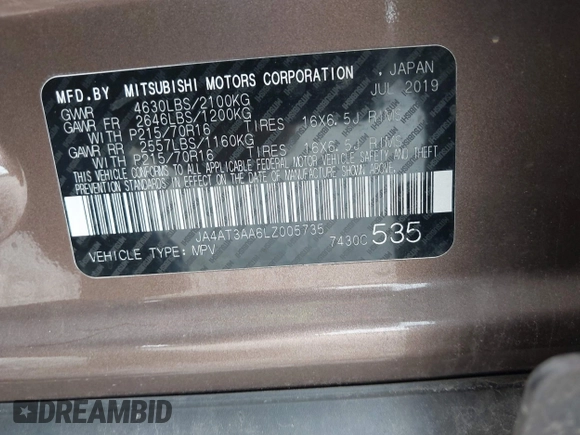 MFD.BY MITSUBISHI MOTORS CORPORATION , JAPAN
GVWR 4630LBS/2100KG JUL 2019
GAWR FR 2646LBS/1200KG
WITH P215/70R16 TIRES 16X6.5J RIMS
GAWR RR 2557LBS/1160KG
WITH P215/70R16 TIRES 16X6.5J RIMS
THIS VEHICLE CONFORMS TO ALL APPLICABLE FEDERAL MOTOR VEHICLE SAFETY AND THEFT
PREVENTION STANDARDS IN EFFECT ON THE DATE OF MANUFACTURE SHOWN ABOVE.
JA4AT3AA6LZ005735
VEHICLE TYPE: MPV 7430C 535
DREAMBID